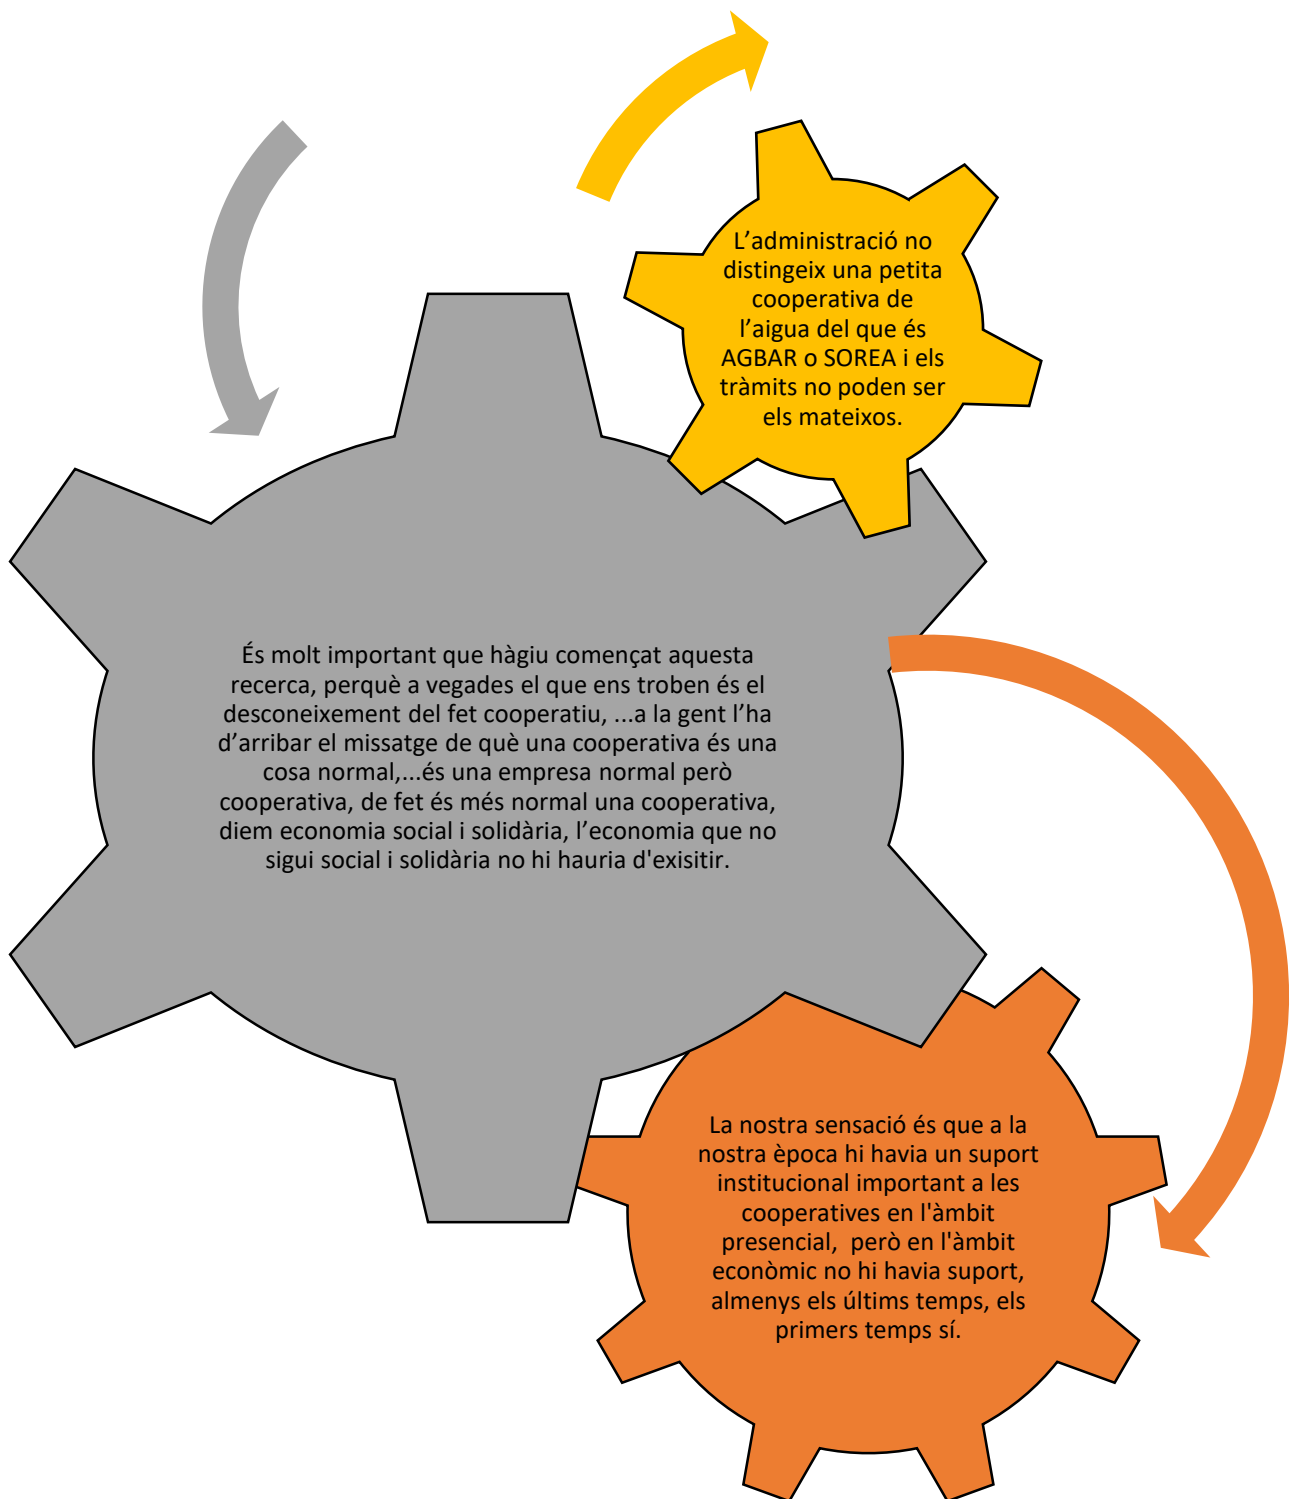 L’administració no
distingeix una petita
cooperativa de
l’aigua del que és
AGBAR o SOREA i els
tràmits no poden ser
els mateixos.
És molt important que hàgiu començat aquesta
recerca, perquè a vegades el que ens troben és el
desconeixement del fet cooperatiu, ...a la gent l’ha
d’arribar el missatge de què una cooperativa és una
cosa normal,...és una empresa normal però
cooperativa, de fet és més normal una cooperativa,
diem economia social i solidària, l’economia que no
sigui social i solidària no hi hauria d'exisitir.
La nostra sensació és que a la
nostra època hi havia un suport
institucional important a les
cooperatives en l'àmbit
presencial,  però en l'àmbit
econòmic no hi havia suport,
almenys els últims temps, els
primers temps sí.